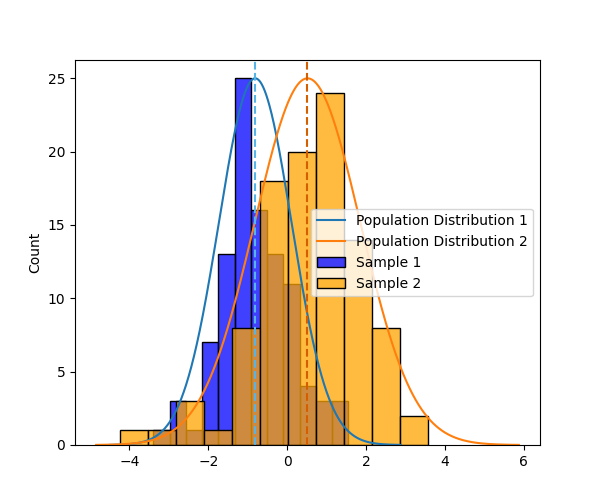 25
20
15
10
5
0
Count
Population Distribution 1
Population Distribution 2
Sample 1
Sample 2
−4
−2
0
2
4
6